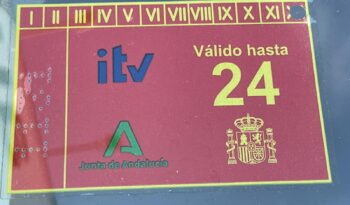 I II III IV V VI VII VIII IX X XI
itv
Válido hasta
24
Junta de Andalucía